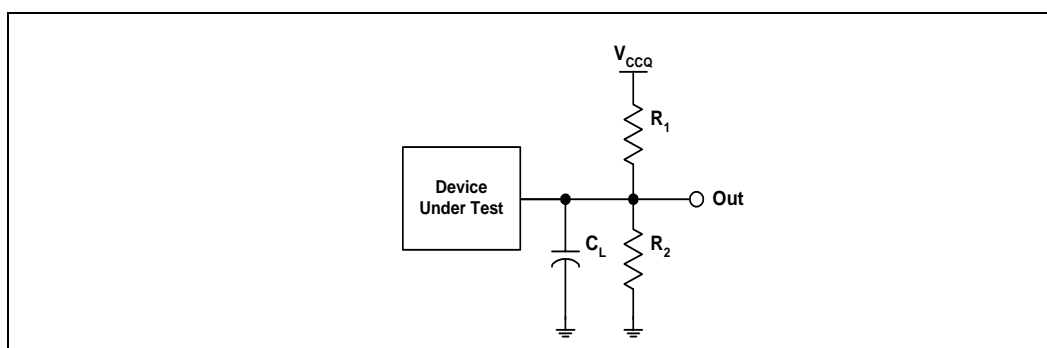 V_CCQ
R_1
Device
Under Test
Out
C_L
R_2